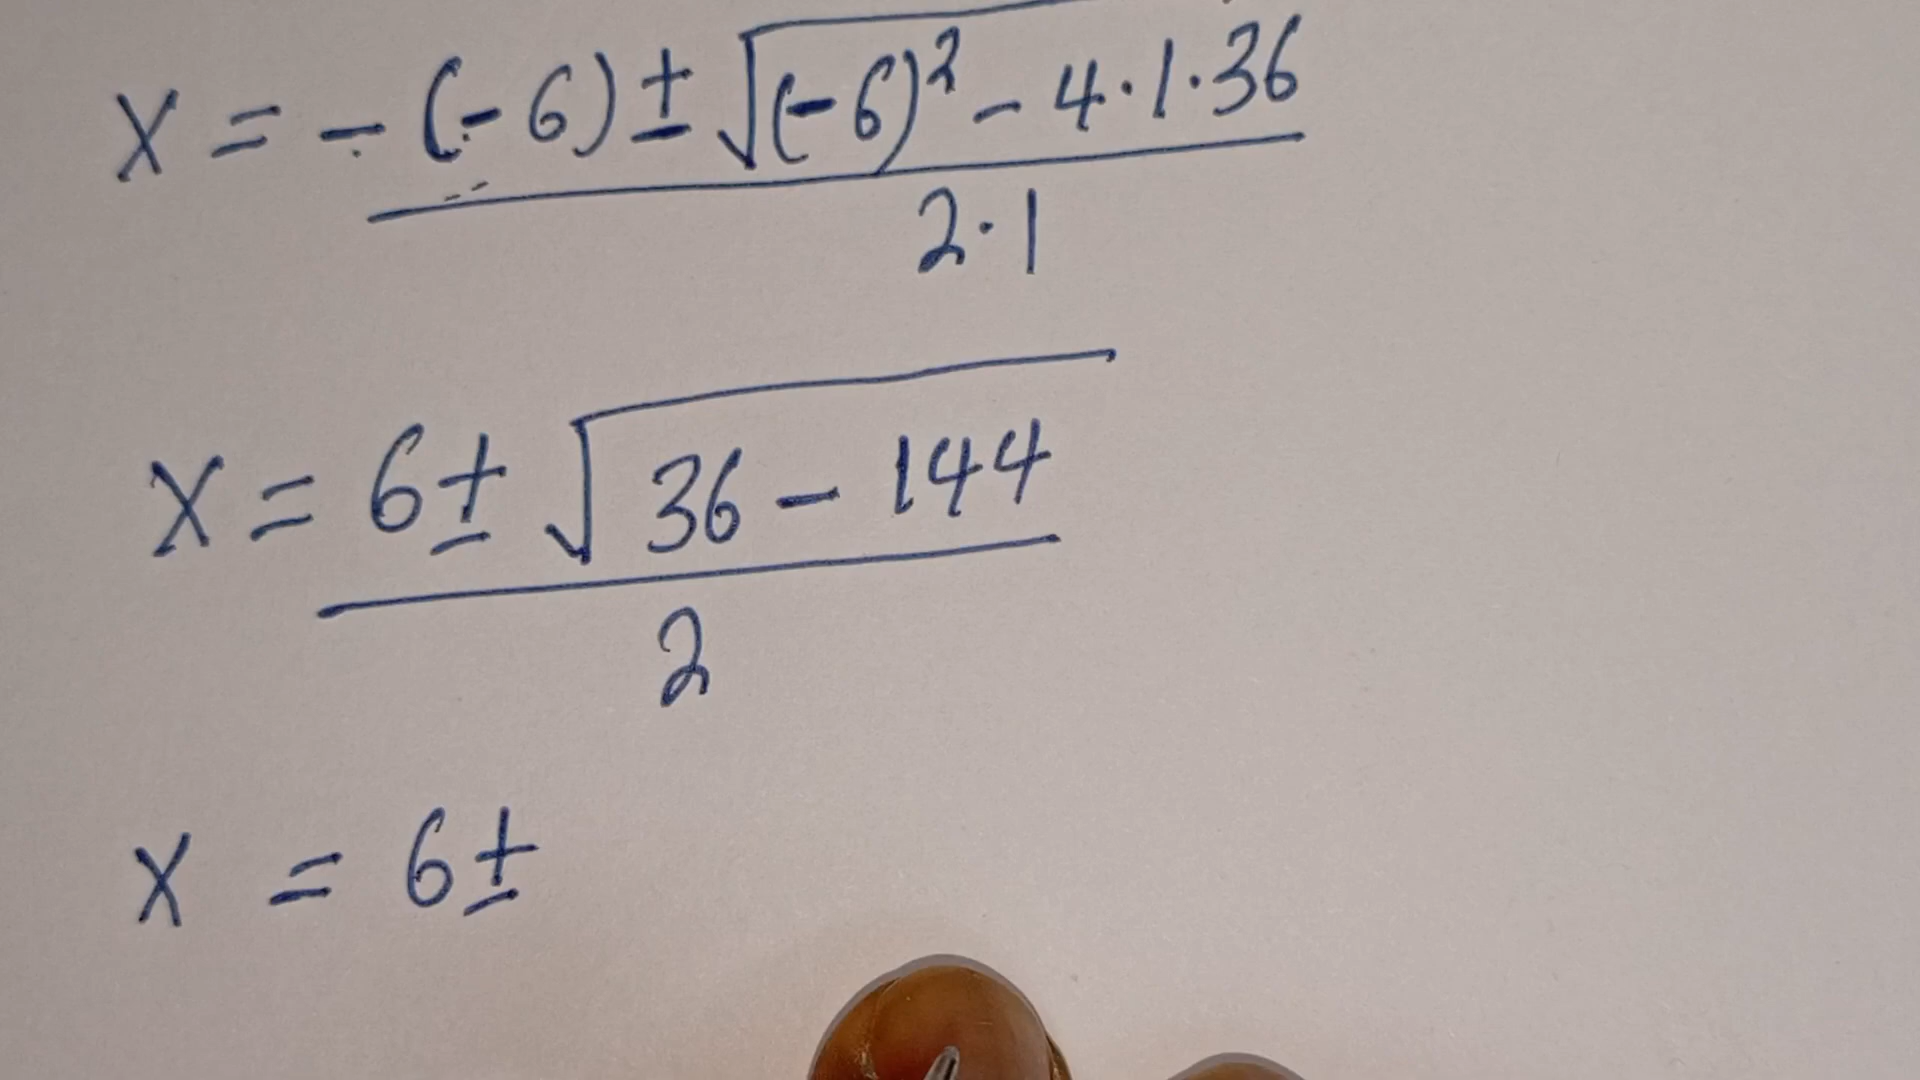 x = -(-6) ± √((-6)² - 4·1·36) / 2·1
x = 6 ± √(36 - 144) / 2
x = 6 ±